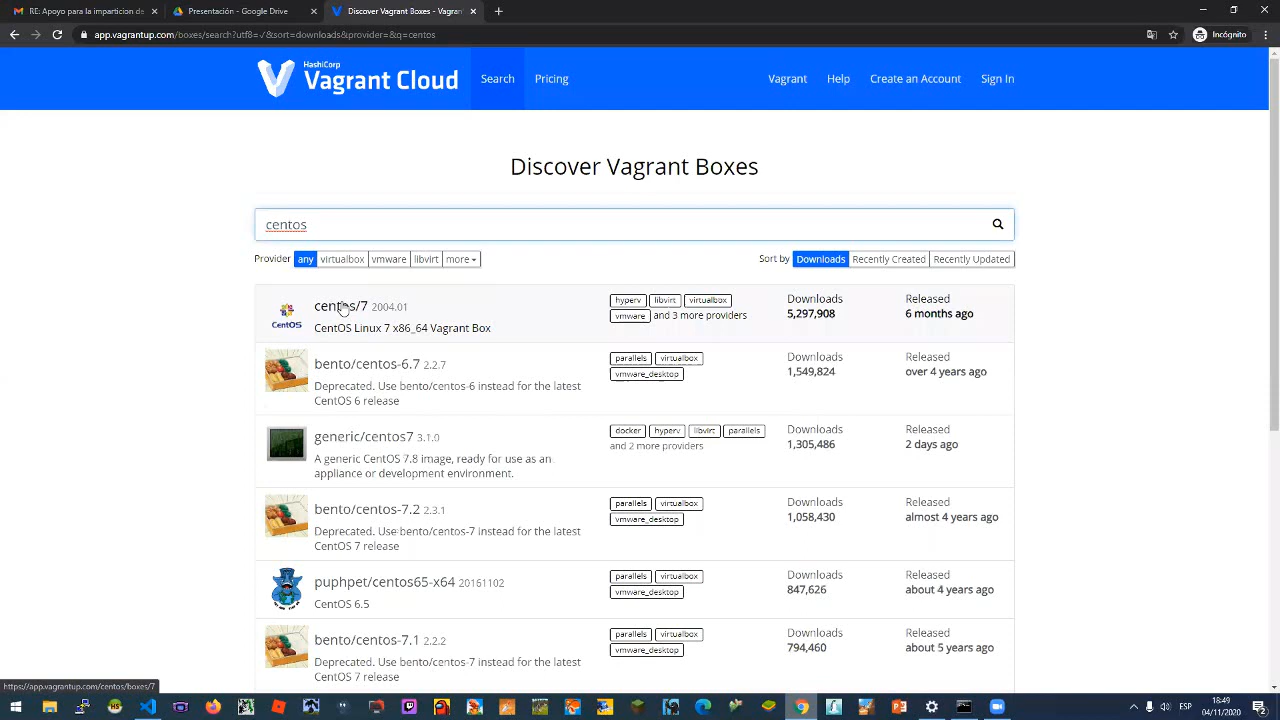 RE: Apoyo para la impartición de
Presentación - Google Drive
Discover Vagrant Boxes - Vagran
app.vagrantup.com/boxes/search?utf8=✓&sort=downloads&provider=&q=centos
Incógnito
HashiCorp
Vagrant Cloud
Search
Pricing
Vagrant
Help
Create an Account
Sign In
Discover Vagrant Boxes
centos
Provider any virtualbox vmware libvirt more
Sort by Downloads Recently Created Recently Updated
CentOS
centos/7 2004.01
CentOS Linux 7 x86_64 Vagrant Box
hyperv libvirt virtualbox
vmware and 3 more providers
Downloads
5,297,908
Released
6 months ago
bento/centos-6.7 2.2.7
Deprecated. Use bento/centos-6 instead for the latest
CentOS 6 release
parallels virtualbox
vmware_desktop
Downloads
1,549,824
Released
over 4 years ago
generic/centos7 3.1.0
A generic CentOS 7.8 image, ready for use as an
appliance or development environment.
docker hyperv libvirt parallels
and 2 more providers
Downloads
1,305,486
Released
2 days ago
bento/centos-7.2 2.3.1
Deprecated. Use bento/centos-7 instead for the latest
CentOS 7 release
parallels virtualbox
vmware_desktop
Downloads
1,058,430
Released
almost 4 years ago
puphpet/centos65-x64 20161102
CentOS 6.5
parallels virtualbox
vmware_desktop
Downloads
847,626
Released
about 4 years ago
bento/centos-7.1 2.2.2
Deprecated. Use bento/centos-7 instead for the latest
CentOS 7 release
parallels virtualbox
vmware_desktop
Downloads
794,460
Released
about 5 years ago
https://app.vagrantup.com/centos/boxes/7
ESP
18:49
04/11/2020